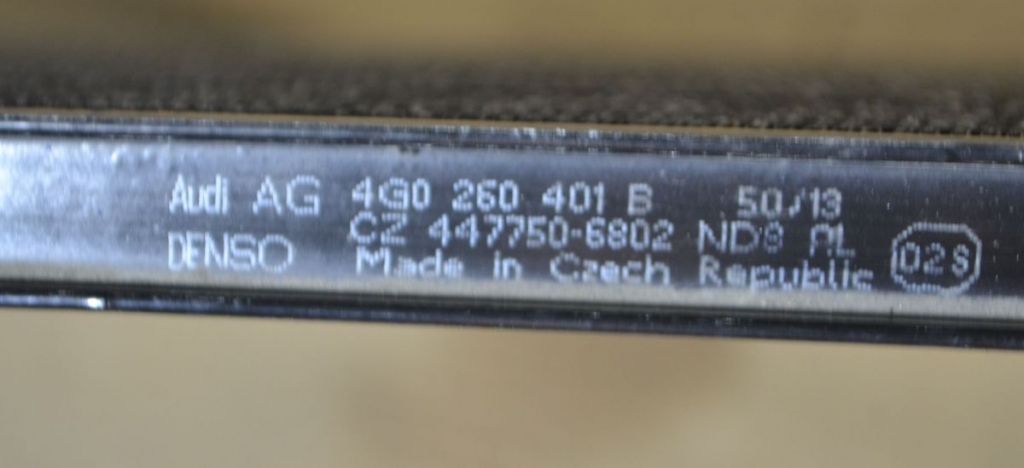 Audi AG 4G0 260 401 B 50/13
CZ 447750-6802 ND8 AL
DENSO Made in Czech Republic
02S